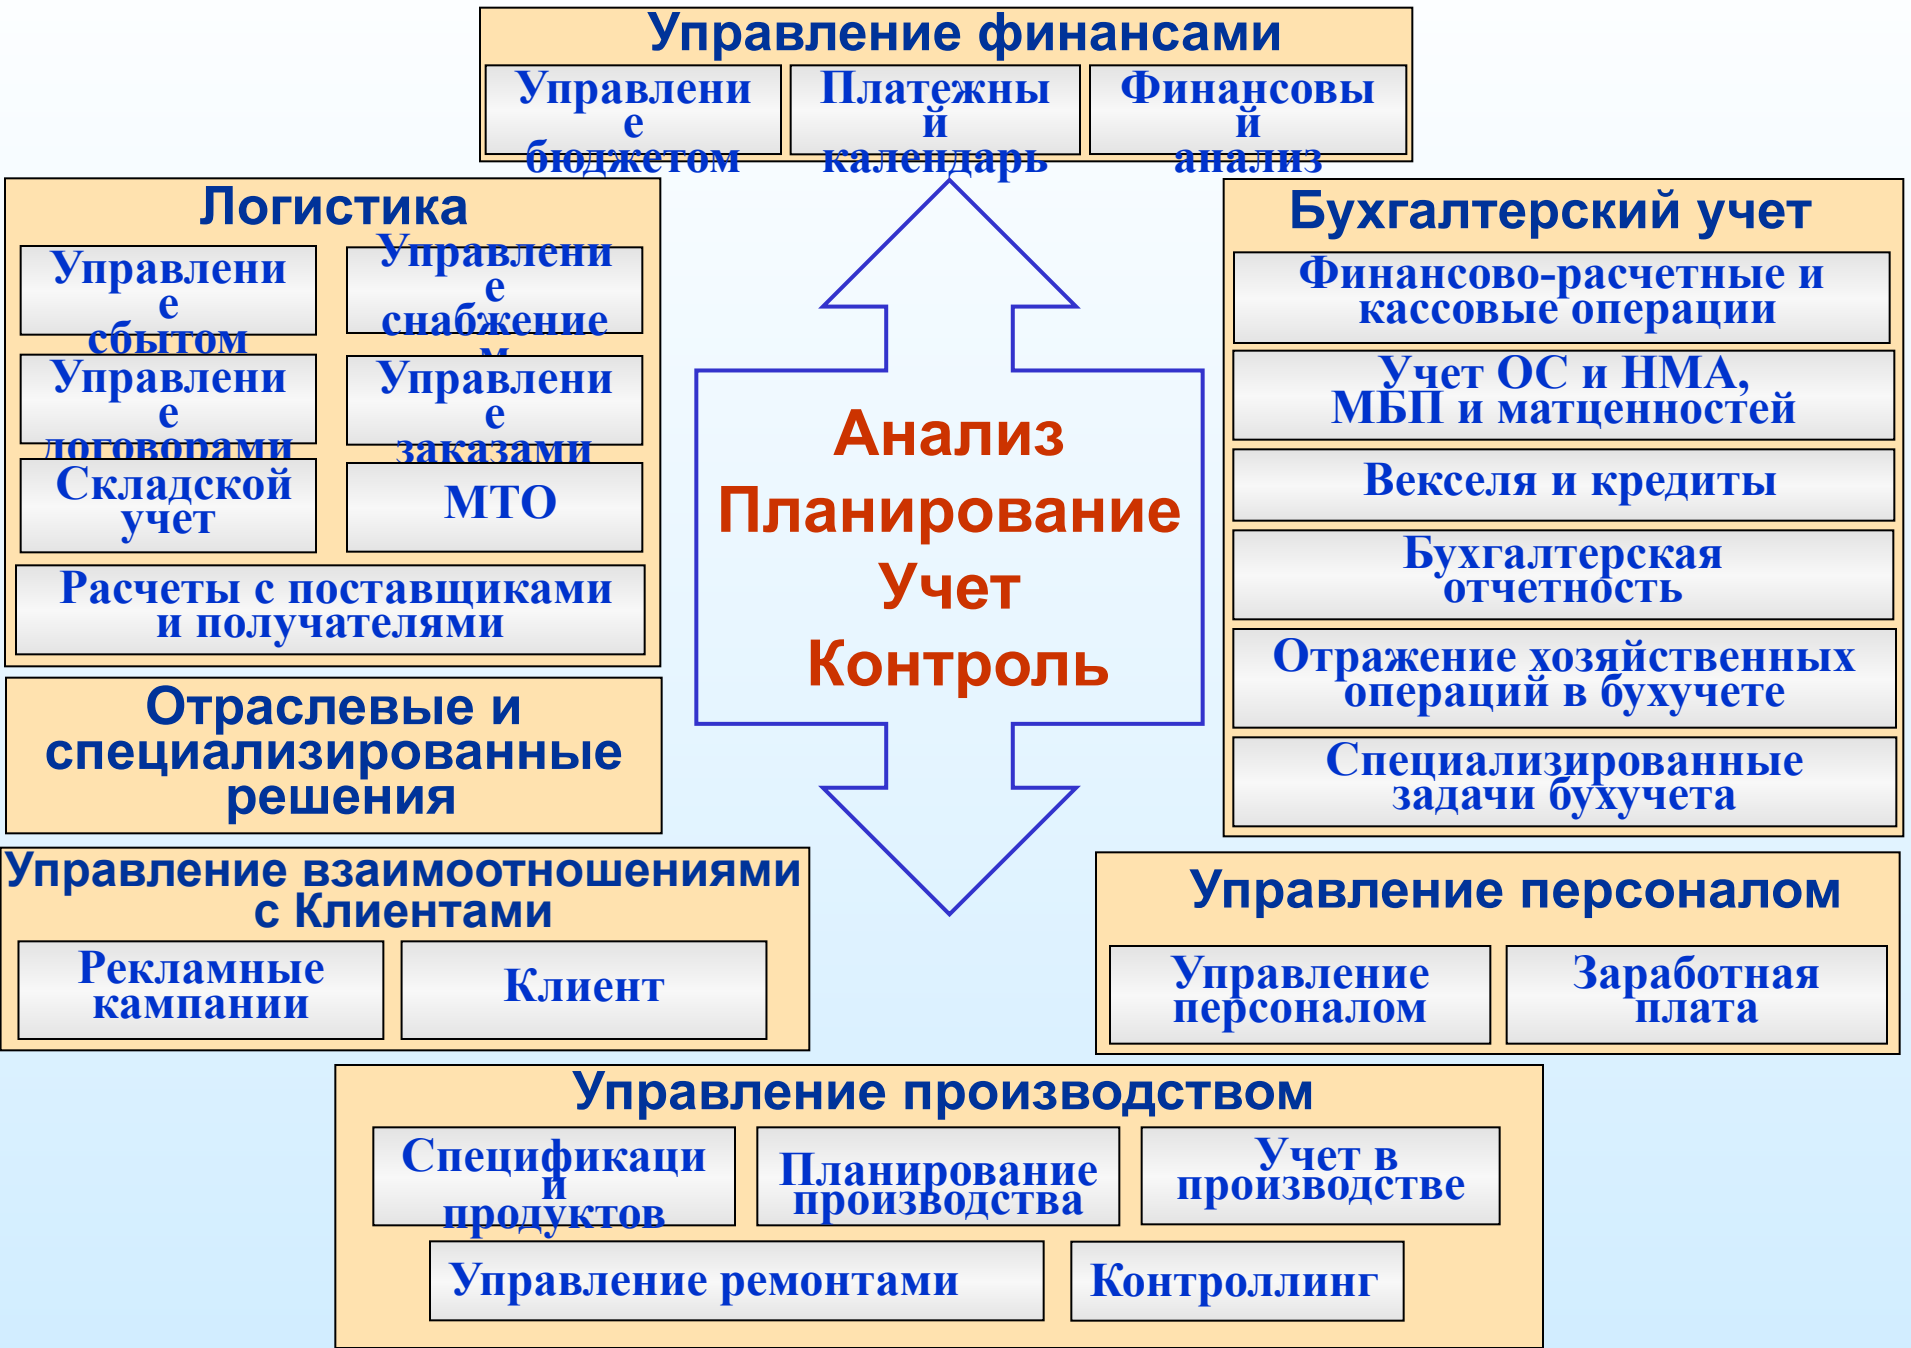 Управление финансами
Управлени
е
бюджетом
Платежны
й
календарь
Финансовы
й
анализ
Логистика
Управлени
е
сбытом
Управлени
е
снабжение
м
Управлени
е
договорами
Управлени
е
заказами
Складской
учет
МТО
Расчеты с поставщиками
и получателями
Отраслевые и
специализированные
решения
Анализ
Планирование
Учет
Контроль
Бухгалтерский учет
Финансово-расчетные и
кассовые операции
Учет ОС и НМА,
МБП и матценностей
Векселя и кредиты
Бухгалтерская
отчетность
Отражение хозяйственных
операций в бухучете
Специализированные
задачи бухучета
Управление взаимоотношениями
с Клиентами
Рекламные
кампании
Клиент
Управление персоналом
Управление
персоналом
Заработная
плата
Управление производством
Спецификаци
и
продуктов
Планирование
производства
Учет в
производстве
Управление ремонтами
Контроллинг